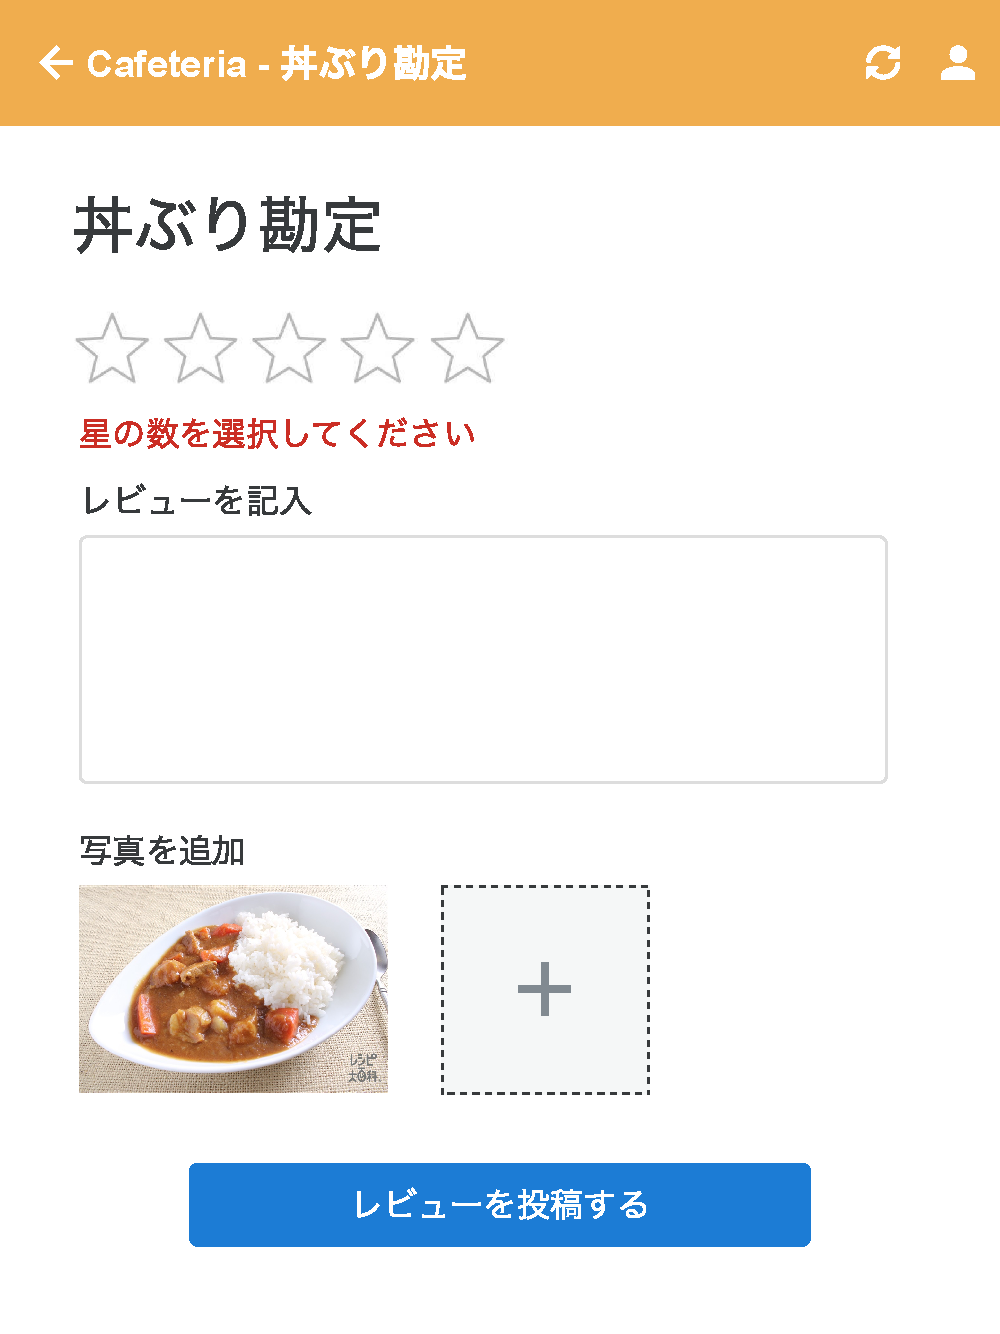 Cafeteria - 丼ぶり勘定
丼ぶり勘定
星の数を選択してください
レビューを記入
写真を追加
レシピ
大百科。
レビューを投稿する